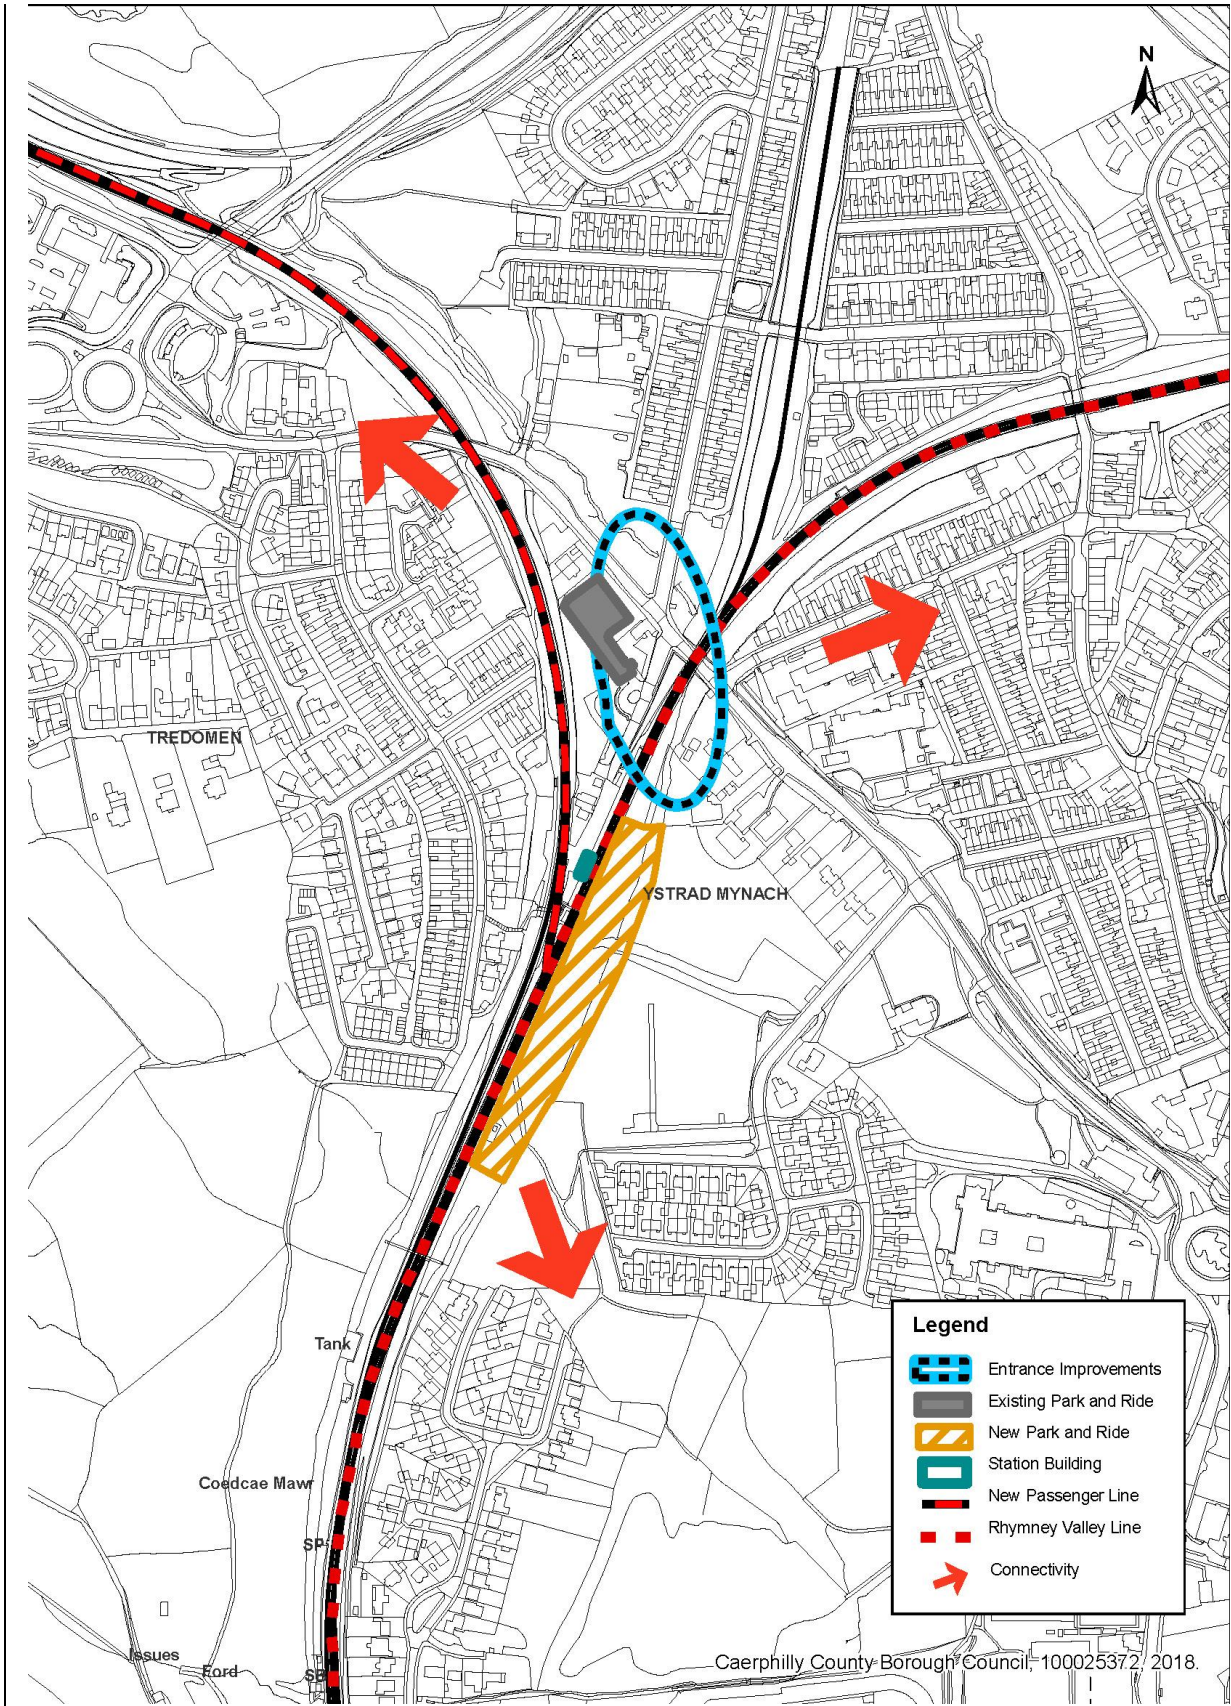 N
TREDOMEN
YSTRAD MYNACH
Tank
Coedcae Mawr
SP
Issues
Ford
SB
Legend
Entrance Improvements
Existing Park and Ride
New Park and Ride
Station Building
New Passenger Line
Rhymney Valley Line
Connectivity
Caerphilly County Borough Council, 100025372, 2018.